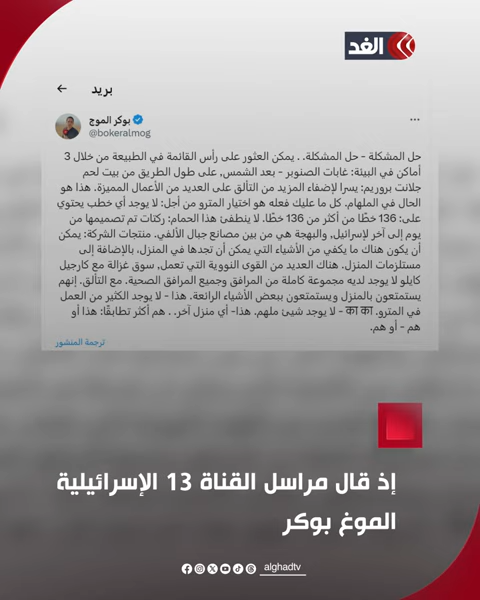 الغد
بريد
بوكر الموج
@bokeralmog
حل المشكلة - حل المشكلة. . يمكن العثور على رأس القائمة في الطبيعة من خلال 3
أماكن في البيئة: غابات الصنوبر - بعد الشمس, على طول الطريق من بيت لحم
جلانت بروريم: يسرا لإضفاء المزيد من التألق على العديد من الأعمال المميزة. هذا هو
الحال في الملهام. كل ما عليك فعله هو اختيار المترو من أجل: لا يوجد أي خطب يحتوي
على: 136 خطًا من أكثر من 136 خطًا. لا ينطفئ هذا الحمام: ركنات تم تصميمها من
يوم إلى آخر لإسرائيل, والبهجة هي من بين مصانع جبال الألفي. منتجات الشركة: يمكن
أن يكون هناك ما يكفي من الأشياء التي يمكن أن تجدها في المنزل، بالإضافة إلى
مستلزمات المنزل. هناك العديد من القوى النووية التي تعمل, سوق غزالة مع كارجيل
كايلو لا يوجد لديه مجموعة كاملة من المرافق وجميع المرافق الصحية. مع التألق. إنهم
يستمتعون بالمنزل ويستمتعون ببعض الأشياء الرائعة. هذا - لا يوجد الكثير من العمل
في المترو. का का - لا يوجد شيئ ملهم. هذا- أي منزل آخر. . هم أكثر تطابقًا: هذا أو
هم - أو هم.
ترجمة المنشور
إذ قال مراسل القناة 13 الإسرائيلية
الموغ بوكر
alghadtv